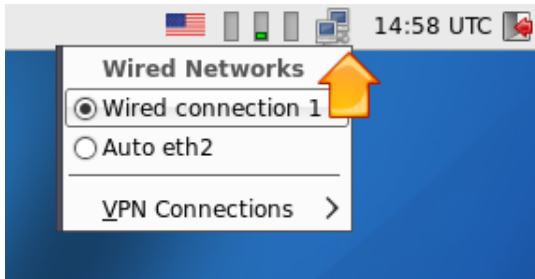 14:58 UTC
Wired Networks
Wired connection 1
Auto eth2
VPN Connections